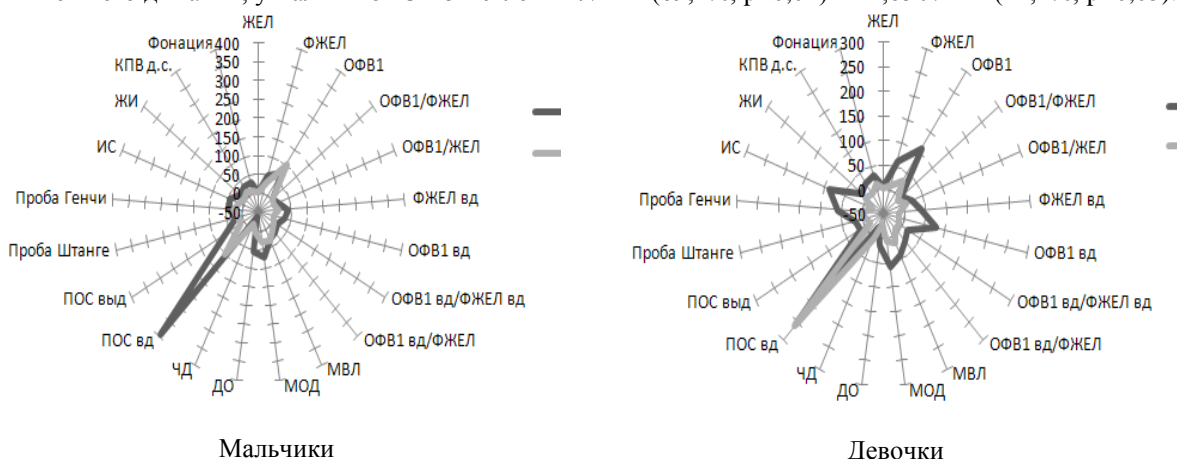 ЖЕЛ
ФЖЕЛ
ОФВ1
ОФВ1/ФЖЕЛ
ОФВ1/ЖЕЛ
ФЖЕЛ вд
ОФВ1 вд
ОФВ1 вд/ФЖЕЛ вд
ОФВ1 вд/ФЖЕЛ
МВЛ
МОД
ДО
ЧД
ПОС вд
ПОС выд
Проба Штанге
Проба Генчи
ИС
ЖИ
КПВ д.с.
Фонация
400
350
300
250
200
150
100
50
0
-50
Мальчики
ЖЕЛ
ФЖЕЛ
ОФВ1
ОФВ1/ФЖЕЛ
ОФВ1/ЖЕЛ
ФЖЕЛ вд
ОФВ1 вд
ОФВ1 вд/ФЖЕЛ вд
ОФВ1 вд/ФЖЕЛ
МВЛ
МОД
ДО
ЧД
ПОС вд
ПОС выд
Проба Штанге
Проба Генчи
ИС
ЖИ
КПВ д.с.
Фонация
300
250
200
150
100
50
0
-50
Девочки